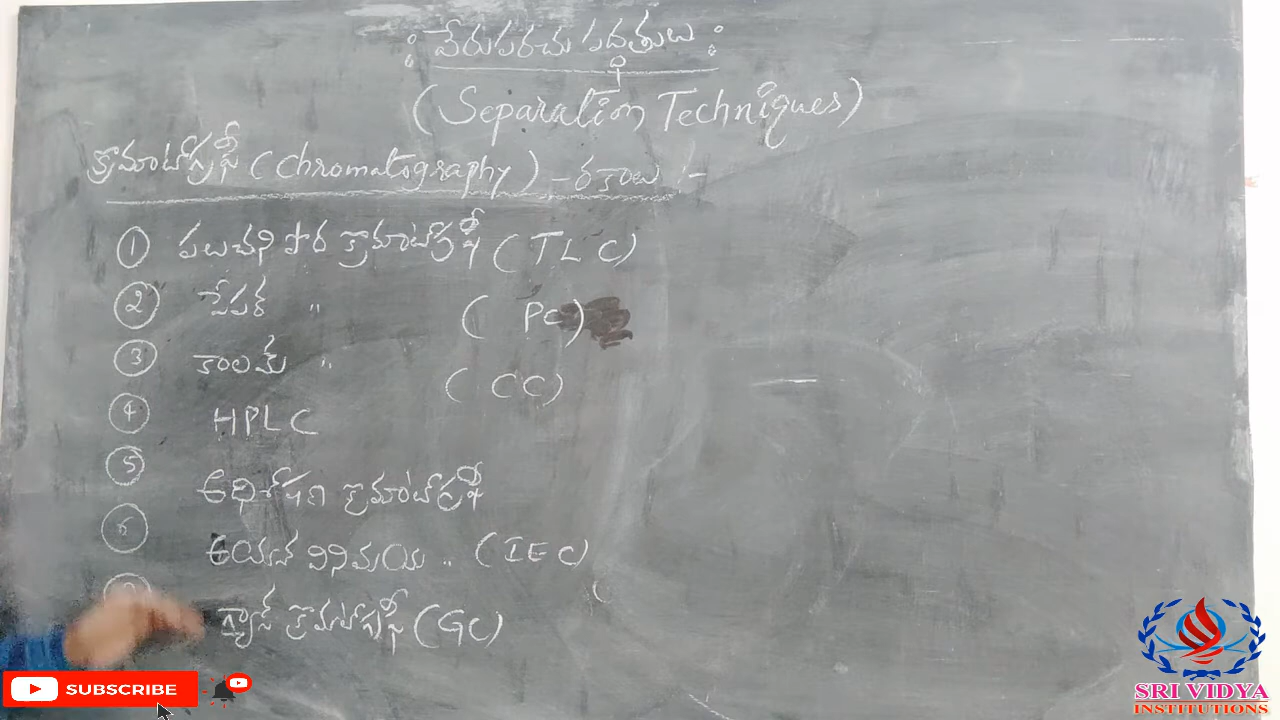 : వేరుపరచు పద్ధతులు :
(Separation Techniques)
క్రొమాటోగ్రఫీ (Chromatography) - రకాలు :-
① పలుచని పొర క్రొమాటోగ్రఫీ (TLC)
② పేపర్ " (PC)
③ కాలమ్ " (CC)
④ HPLC
⑤ అధిశోషణ క్రొమాటోగ్రఫీ
⑥ అయాన్ వినిమయ .. (IEC)
గ్యాస్ క్రొమటోగ్రఫీ (GC)
SUBSCRIBE
SRI VIDYA
INSTITUTIONS